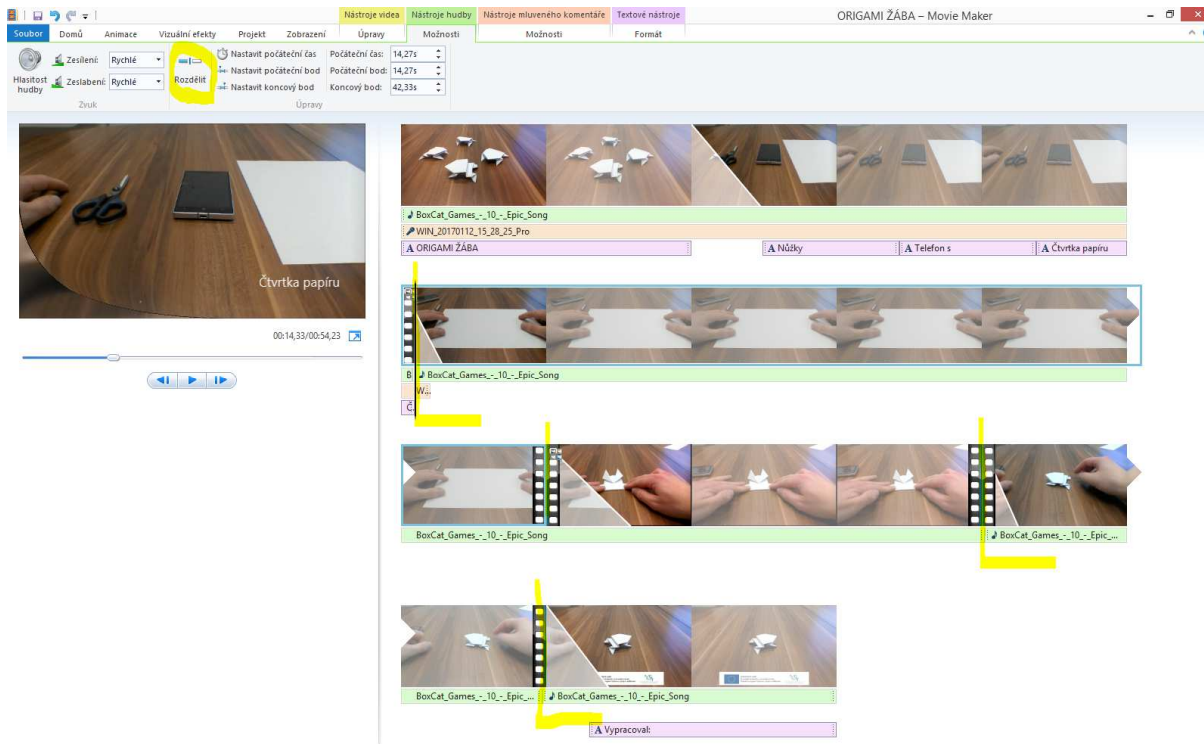 Nástroje videa Nástroje hudby Nástroje mluveného komentáře Textové nástroje ORIGAMI ŽÁBA – Movie Maker
Soubor Domů Animace Vizuální efekty Projekt Zobrazení Úpravy Možnosti Možnosti Formát
Hlasitost hudby
Zesílení: Rychlé
Zeslabení: Rychlé
Zvuk
Rozdělit
Nastavit počáteční čas Počáteční čas: 14,27s
Nastavit počáteční bod Počáteční bod: 14,27s
Nastavit koncový bod Koncový bod: 42,33s
Úpravy
Čtvrtka papíru
00:14,33/00:54,23
BoxCat_Games_-_10_-_Epic_Song
WIN_20170112_15_28_25_Pro
A ORIGAMI ŽÁBA A Nůžky A Telefon s A Čtvrtka papíru
B BoxCat_Games_-_10_-_Epic_Song
W...
Č.
BoxCat_Games_-_10_-_Epic_Song BoxCat_Games_-_10_-_Epic_...
BoxCat_Games_-_10_-_Epic_... BoxCat_Games_-_10_-_Epic_Song
A Vypracoval: